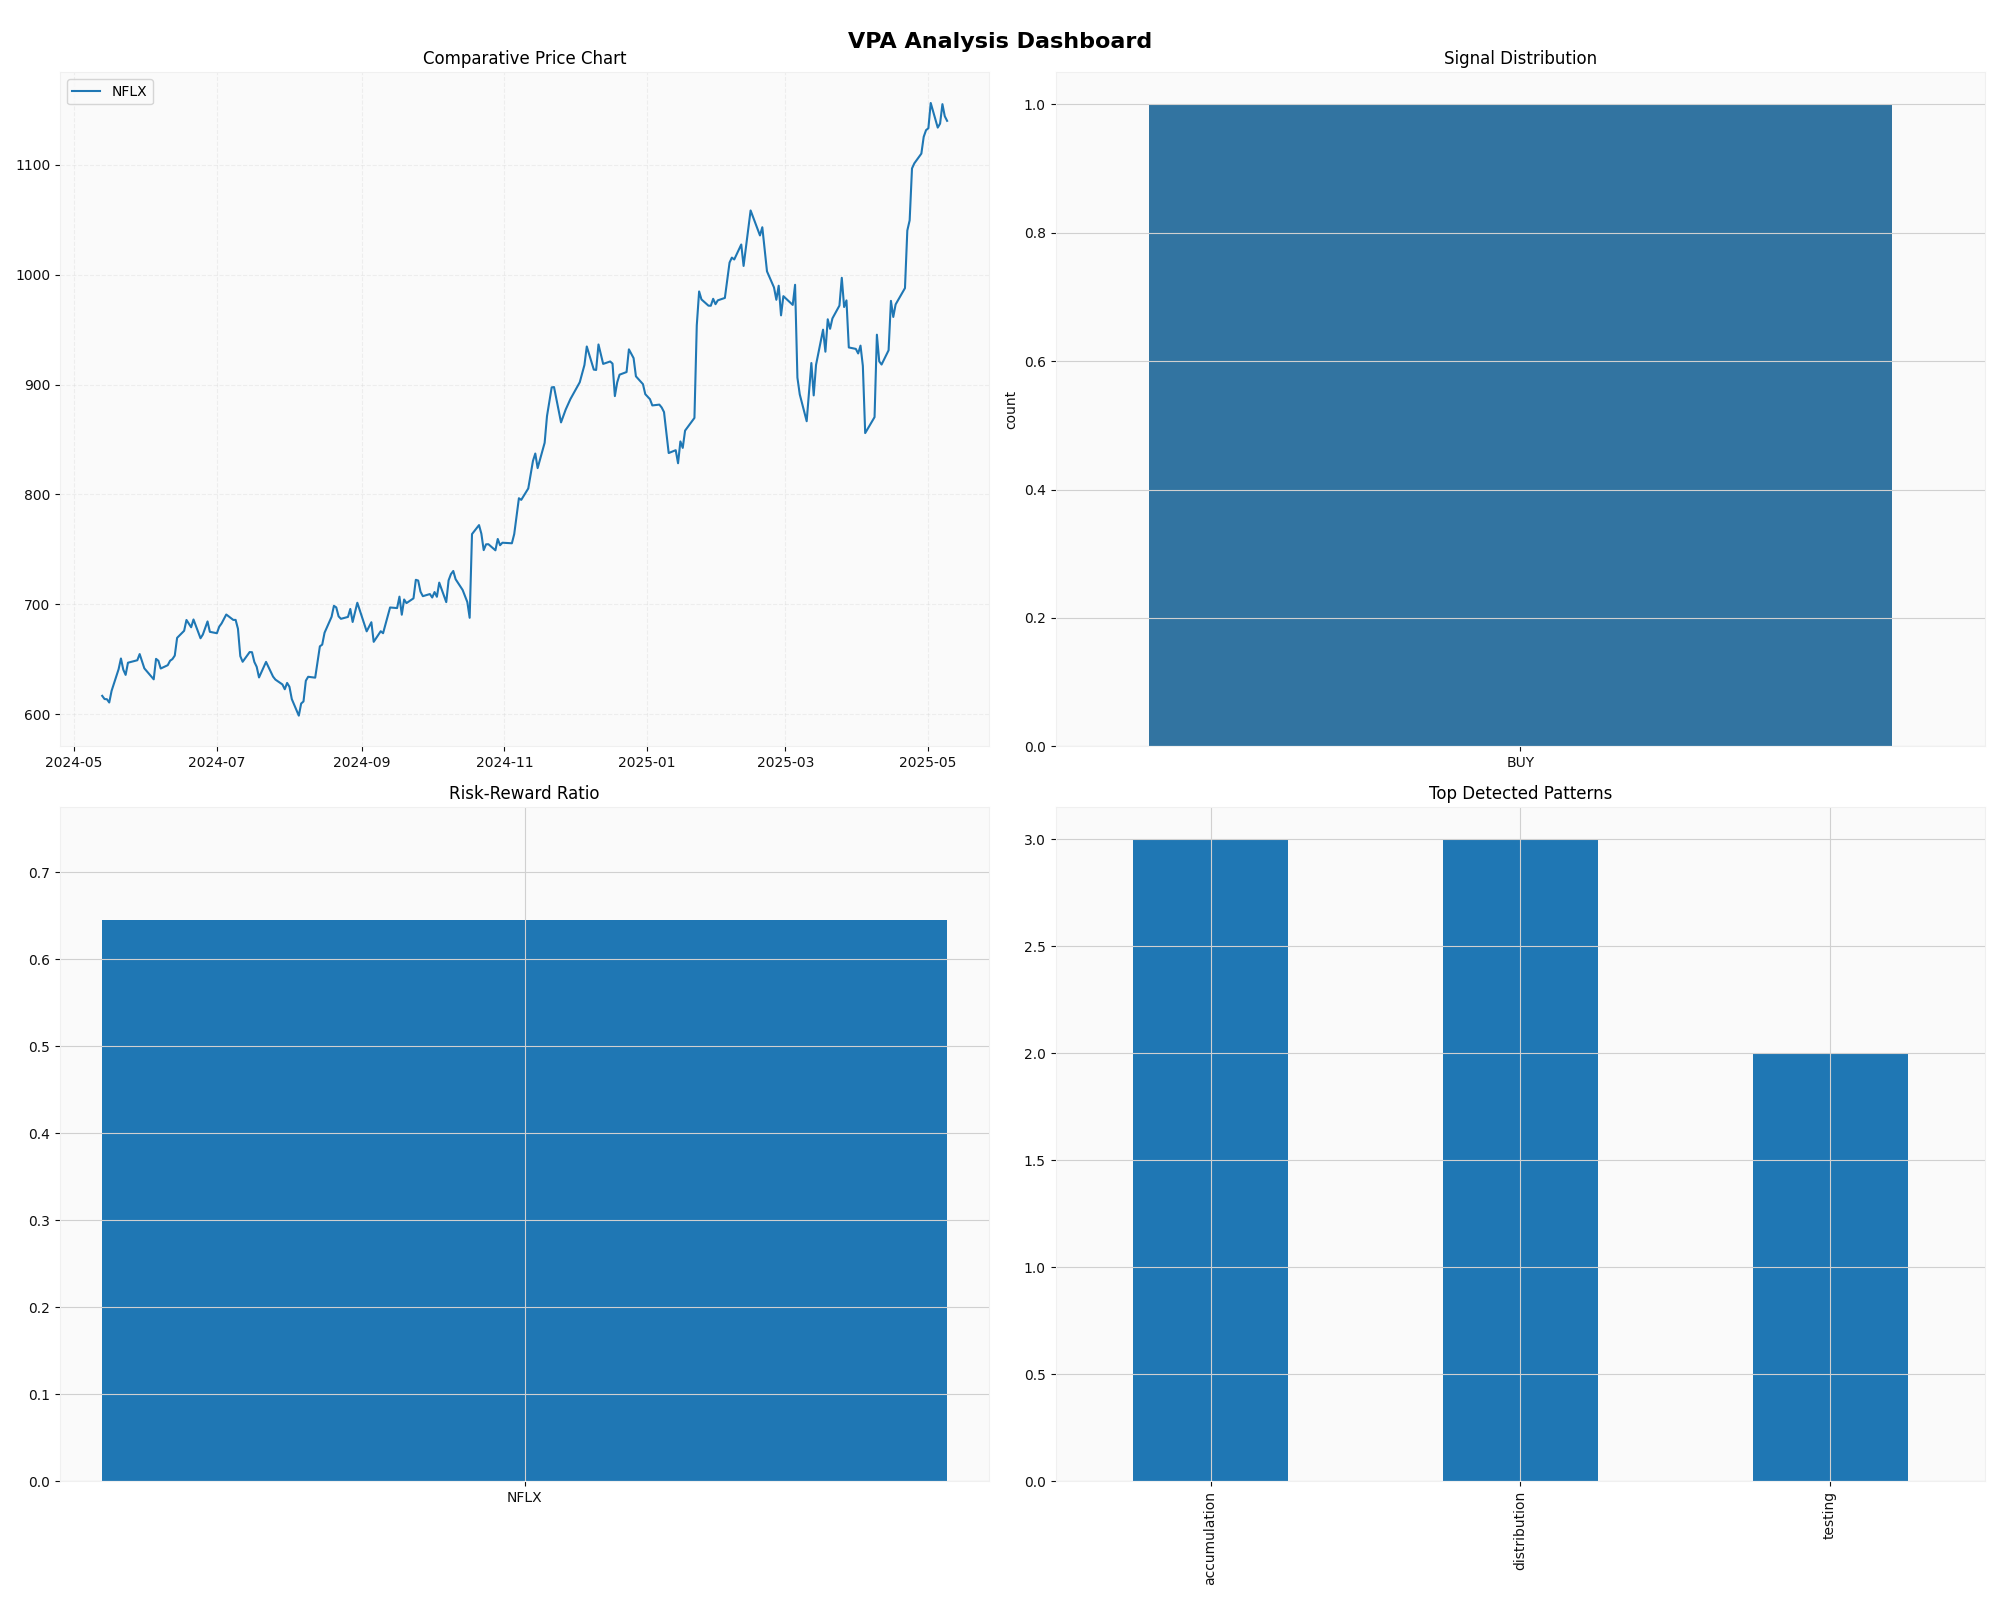 VPA Analysis Dashboard
Comparative Price Chart
NFLX
1100
1000
900
800
700
600
2024-05 2024-07 2024-09 2024-11 2025-01 2025-03 2025-05
Signal Distribution
count
1.0
0.8
0.6
0.4
0.2
0.0
BUY
Risk-Reward Ratio
0.7
0.6
0.5
0.4
0.3
0.2
0.1
0.0
NFLX
Top Detected Patterns
3.0
2.5
2.0
1.5
1.0
0.5
0.0
accumulation
distribution
testing